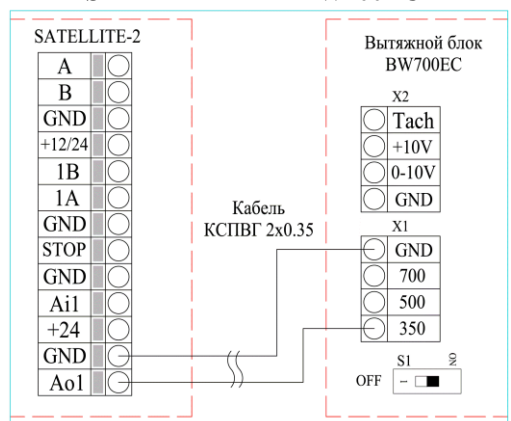 SATELLITE-2
A
B
GND
+12/24
1B
1A
GND
STOP
GND
Ai1
+24
GND
Ao1
Кабель
КСПВГ 2x0.35
Вытяжной блок
BW700EC
X2
Tach
+10V
0-10V
GND
X1
GND
700
500
350
S1
ON
OFF
1